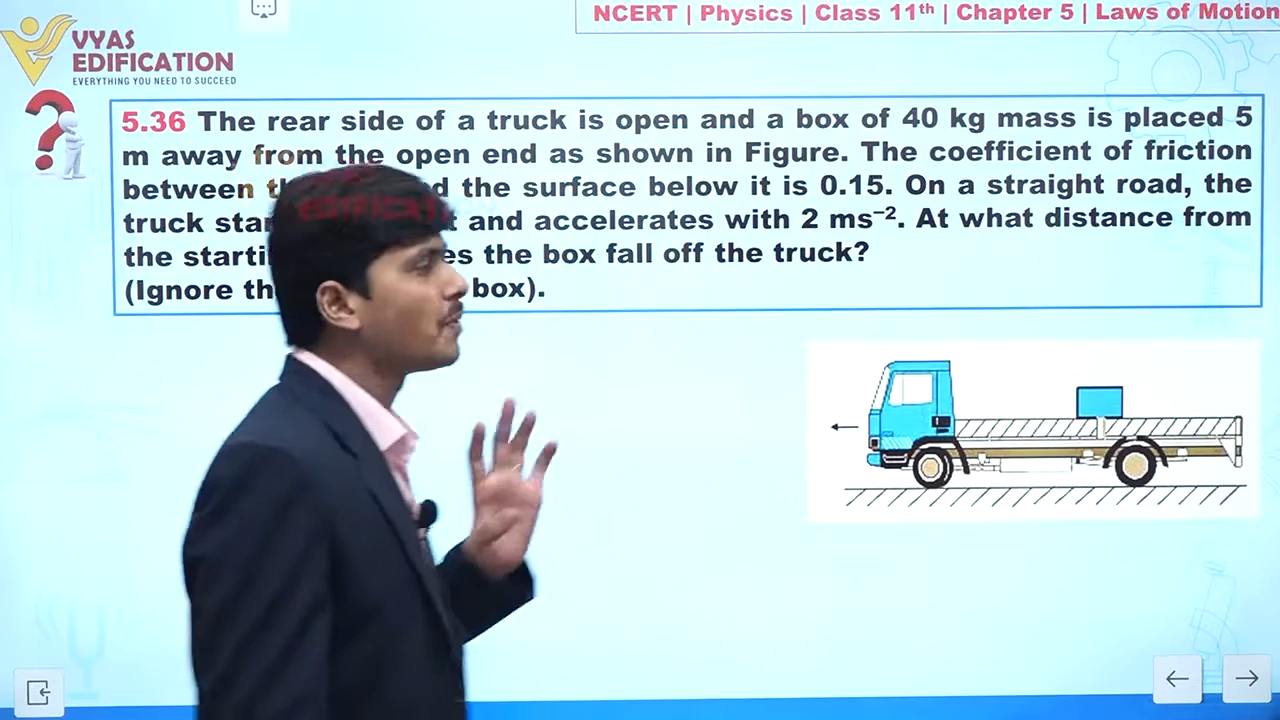 NCERT | Physics | Class 11th | Chapter 5 | Laws of Motion
VYAS
EDIFICATION
EVERYTHING YOU NEED TO SUCCEED
5.36 The rear side of a truck is open and a box of 40 kg mass is placed 5
m away from the open end as shown in Figure. The coefficient of friction
between the surface below it is 0.15. On a straight road, the
truck and accelerates with 2 ms⁻². At what distance from
the the box fall off the truck?
(Ignore box).